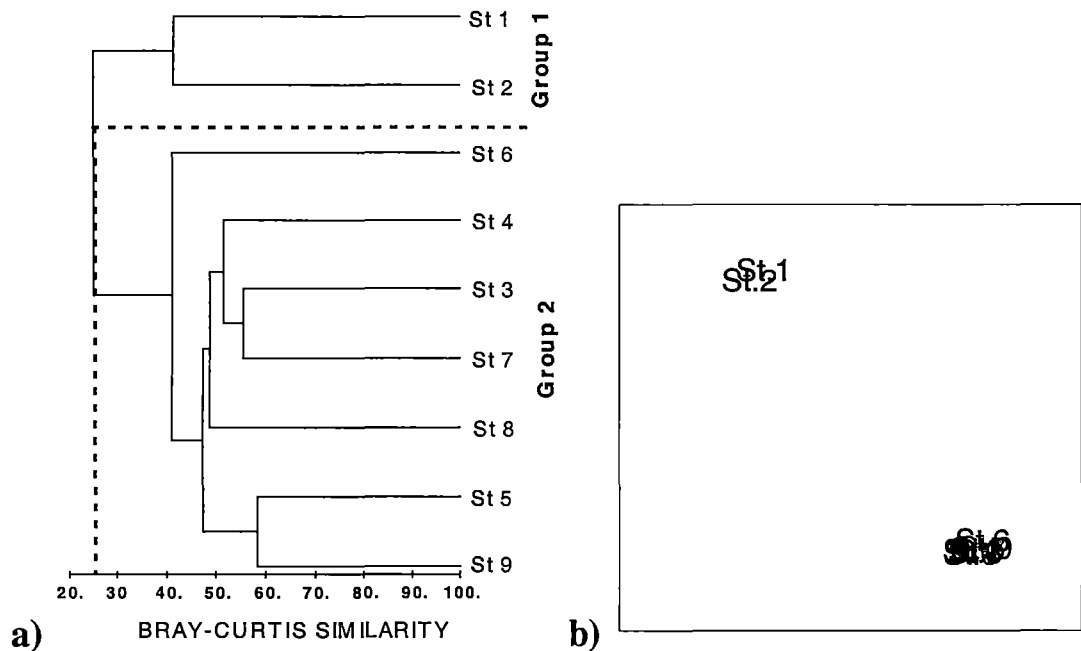 St 1
Group 1
St 2
St 6
St 4
St 3
Group 2
St 7
St 8
St 5
St 9
20. 30 40. 50. 60. 70. 80. 90. 100.
BRAY-CURTIS SIMILARITY
a)
St.1
St.2
St.6
b)